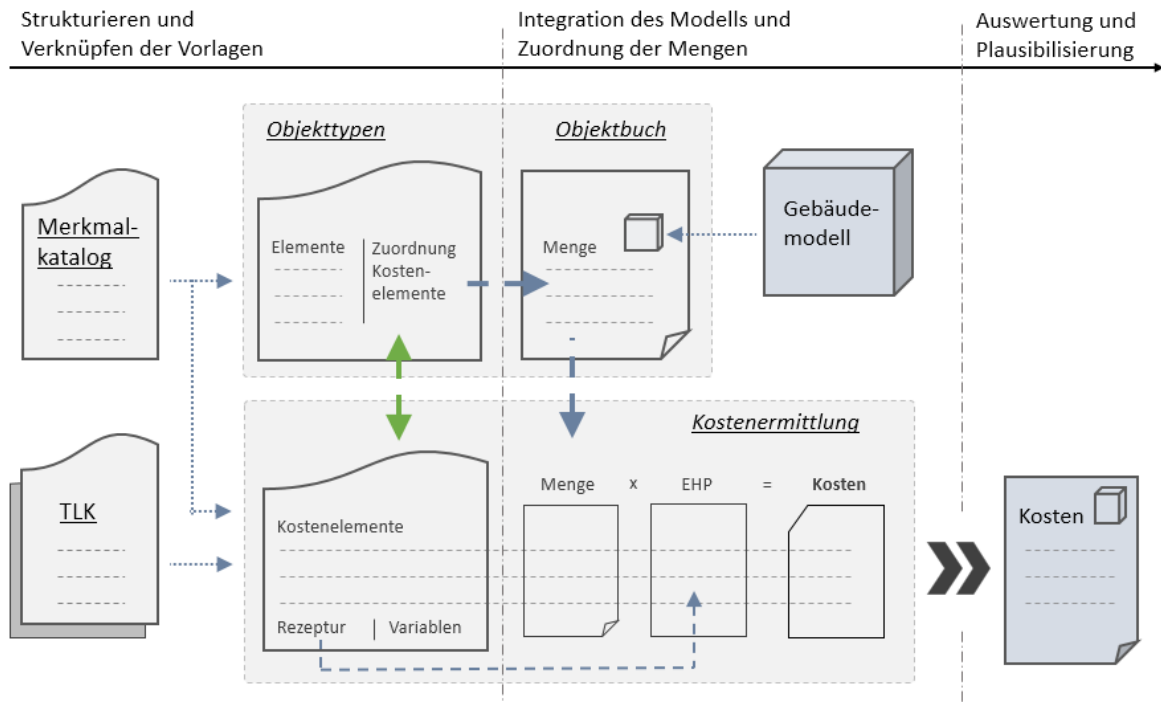 Strukturieren und
Verknüpfen der Vorlagen
Integration des Modells und
Zuordnung der Mengen
Auswertung und
Plausibilisierung
Objekttypen
Objektbuch
Merkmal-
katalog
Elemente
Zuordnung
Kosten-
elemente
Menge
Gebäude-
modell
Kostenermittlung
TLK
Kostenelemente
Rezeptur | Variablen
Menge x EHP = Kosten
Kosten